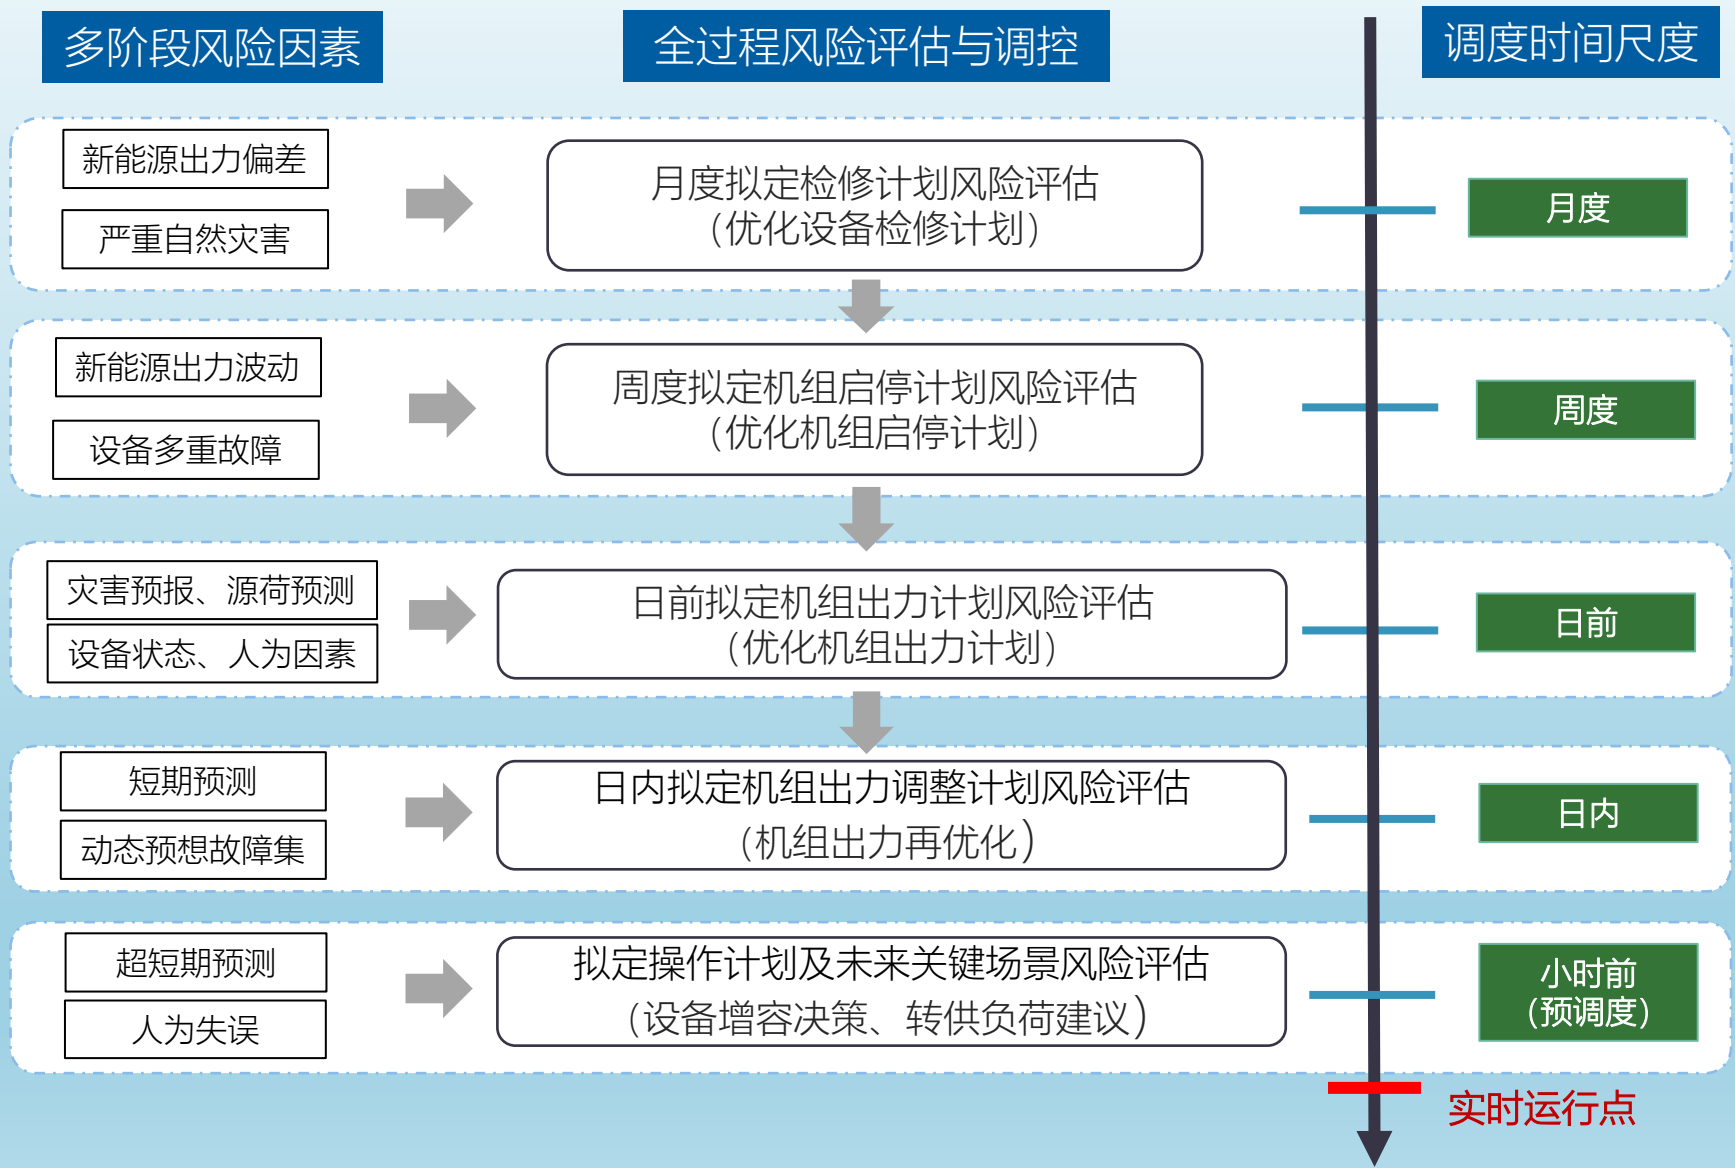 多阶段风险因素
全过程风险评估与调控
调度时间尺度
新能源出力偏差
严重自然灾害
月度拟定检修计划风险评估
（优化设备检修计划）
月度
新能源出力波动
设备多重故障
周度拟定机组启停计划风险评估
（优化机组启停计划）
周度
灾害预报、源荷预测
设备状态、人为因素
日前拟定机组出力计划风险评估
（优化机组出力计划）
日前
短期预测
动态预想故障集
日内拟定机组出力调整计划风险评估
（机组出力再优化）
日内
超短期预测
人为失误
拟定操作计划及未来关键场景风险评估
（设备增容决策、转供负荷建议）
小时前
（预调度）
实时运行点